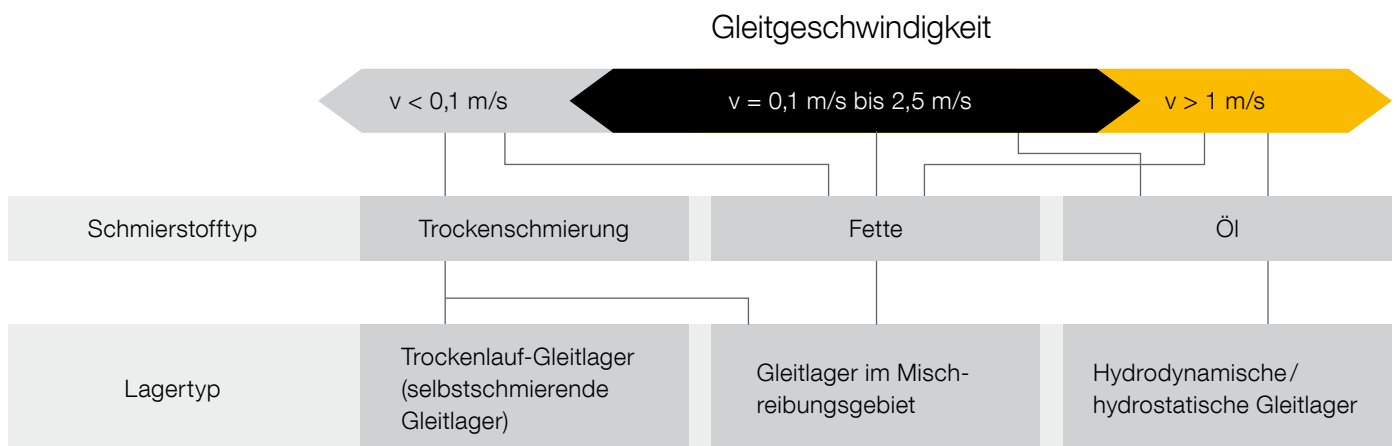 Gleitgeschwindigkeit
v < 0,1 m/s
v = 0,1 m/s bis 2,5 m/s
v > 1 m/s
Schmierstofftyp
Trockenschmierung
Fette
Öl
Lagertyp
Trockenlauf-Gleitlager
(selbstschmierende
Gleitlager)
Gleitlager im Misch-
reibungsgebiet
Hydrodynamische/
hydrostatische Gleitlager